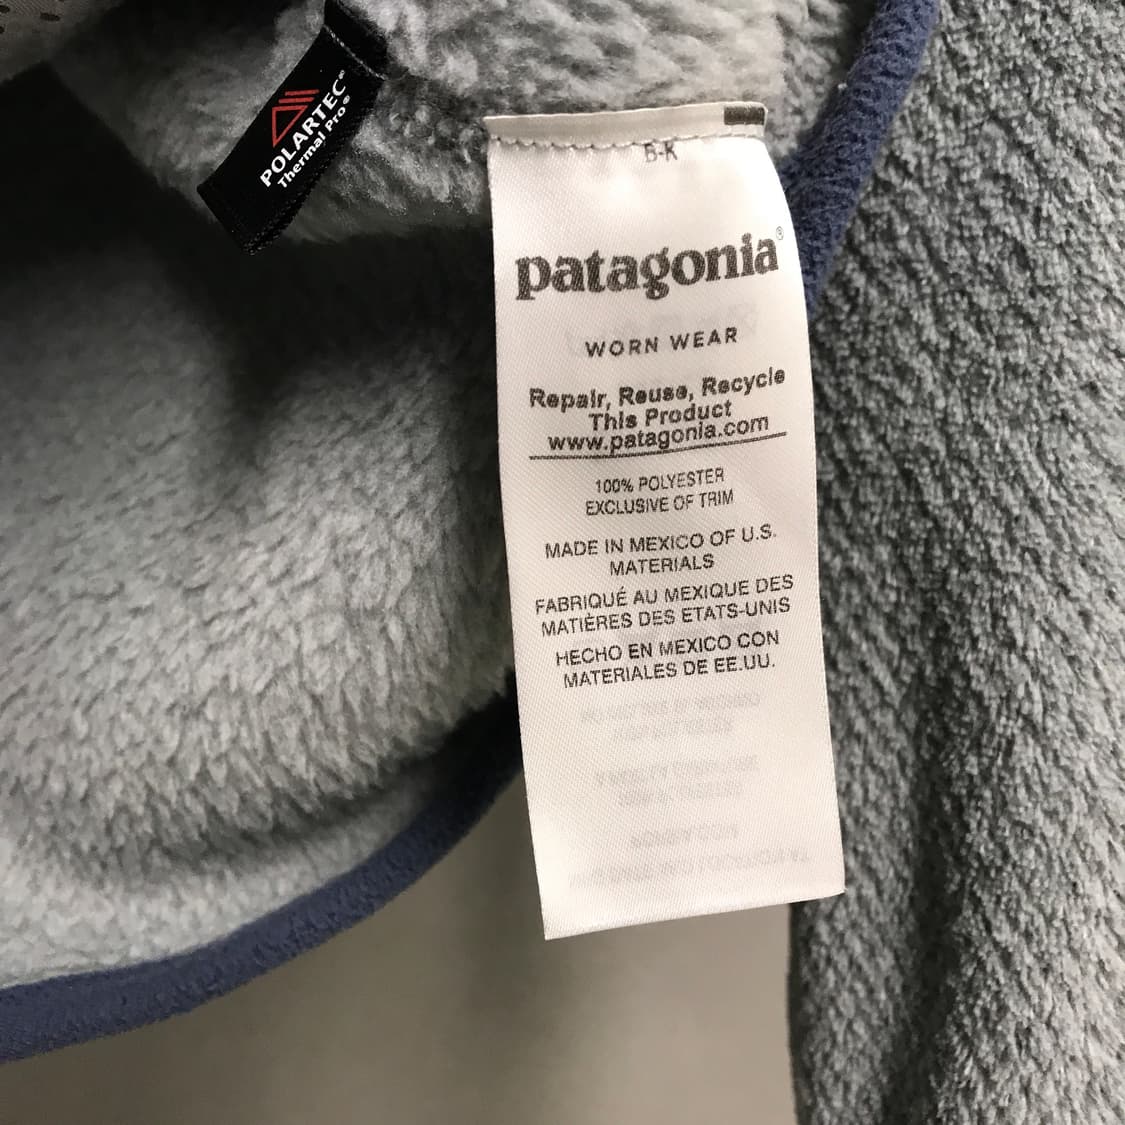 POLARTEC®
Thermal Pro®
B-K
patagonia®
WORN WEAR
Repair, Reuse, Recycle
This Product
www.patagonia.com
100% POLYESTER
EXCLUSIVE OF TRIM
MADE IN MEXICO OF U.S.
MATERIALS
FABRIQUÉ AU MEXIQUE DES
MATIÈRES DES ETATS-UNIS
HECHO EN MEXICO CON
MATERIALES DE EE.UU.